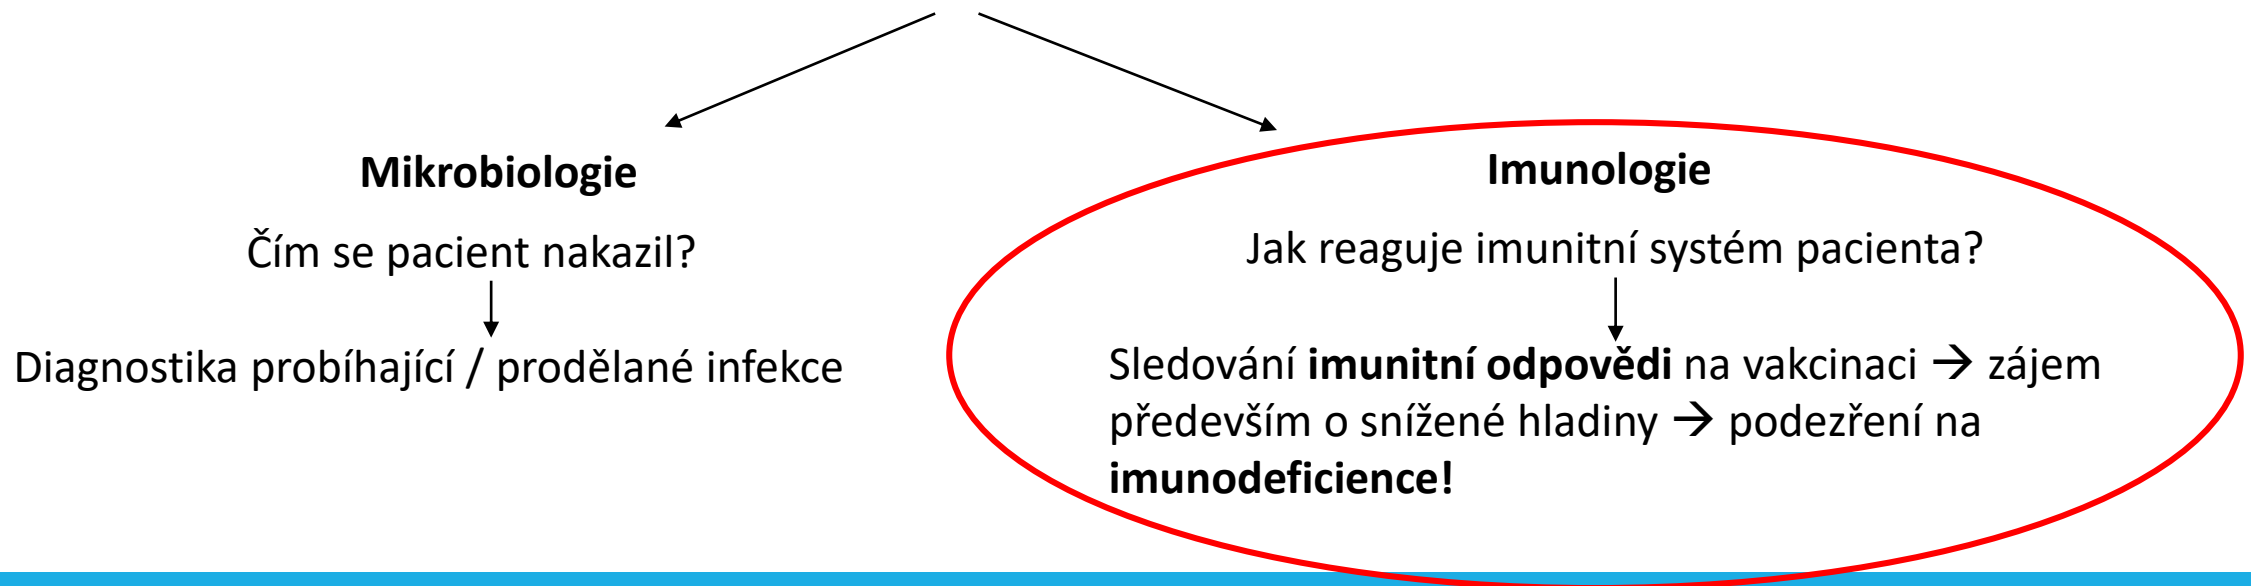 Mikrobiologie
Čím se pacient nakazil?
Diagnostika probíhající / prodělané infekce
Imunologie
Jak reaguje imunitní systém pacienta?
Sledování imunitní odpovědi na vakcinaci → zájem
především o snížené hladiny → podezření na
imunodeficience!